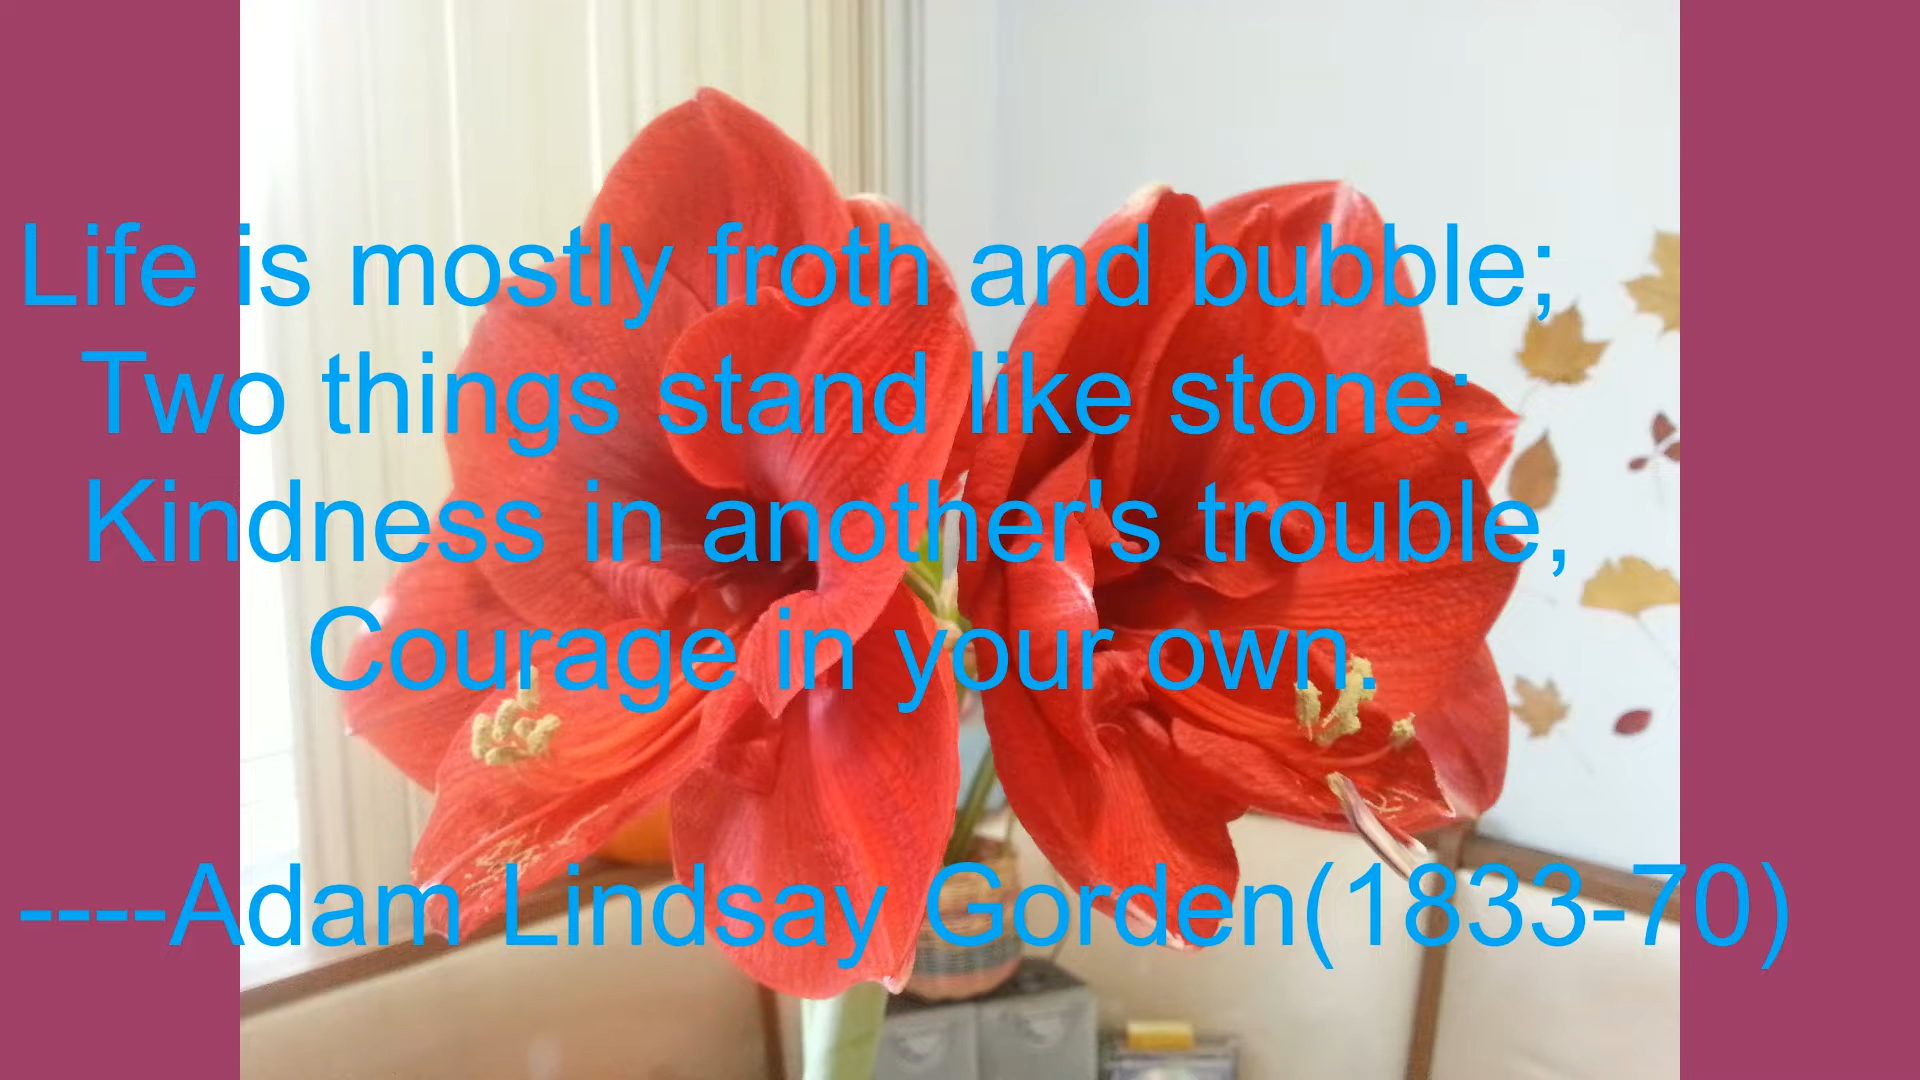 Life is mostly froth and bubble;
Two things stand like stone:
Kindness in another's trouble,
Courage in your own.
----Adam Lindsay Gorden(1833-70)